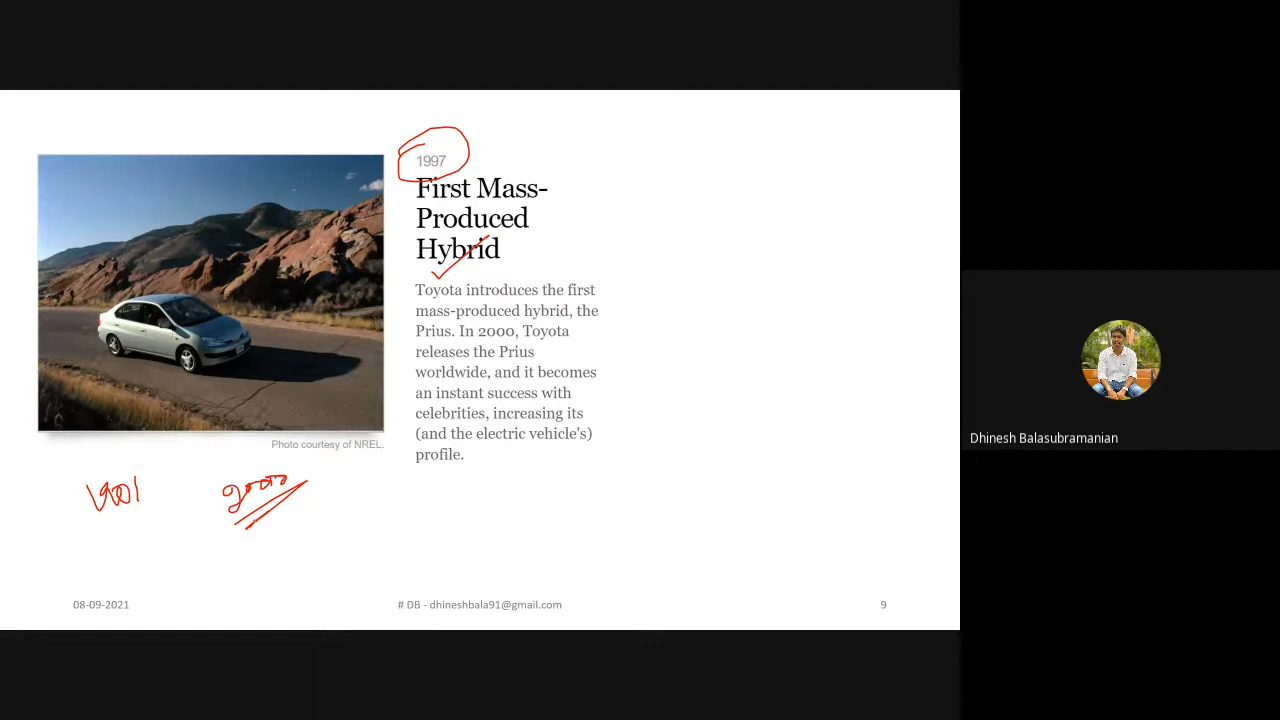 1997
First Mass-
Produced
Hybrid
Toyota introduces the first
mass-produced hybrid, the
Prius. In 2000, Toyota
releases the Prius
worldwide, and it becomes
an instant success with
celebrities, increasing its
(and the electric vehicle's)
profile.
Photo courtesy of NREL.
1901 2000
08-09-2021 # DB - dhineshbala91@gmail.com 9
Dhinesh Balasubramanian